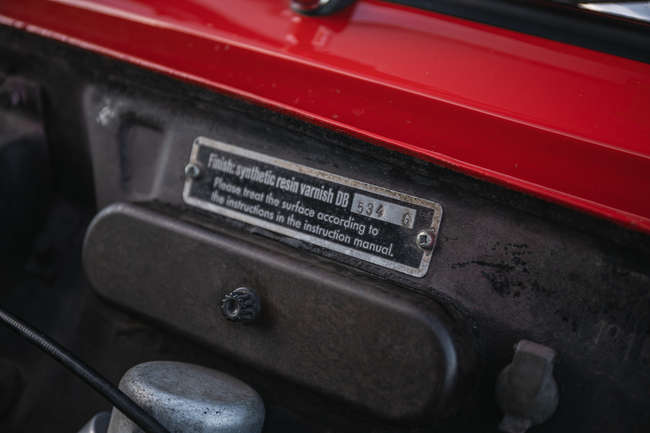 Finish: synthetic resin varnish DB 534 G
Please treat the surface according to
the instructions in the instruction manual.